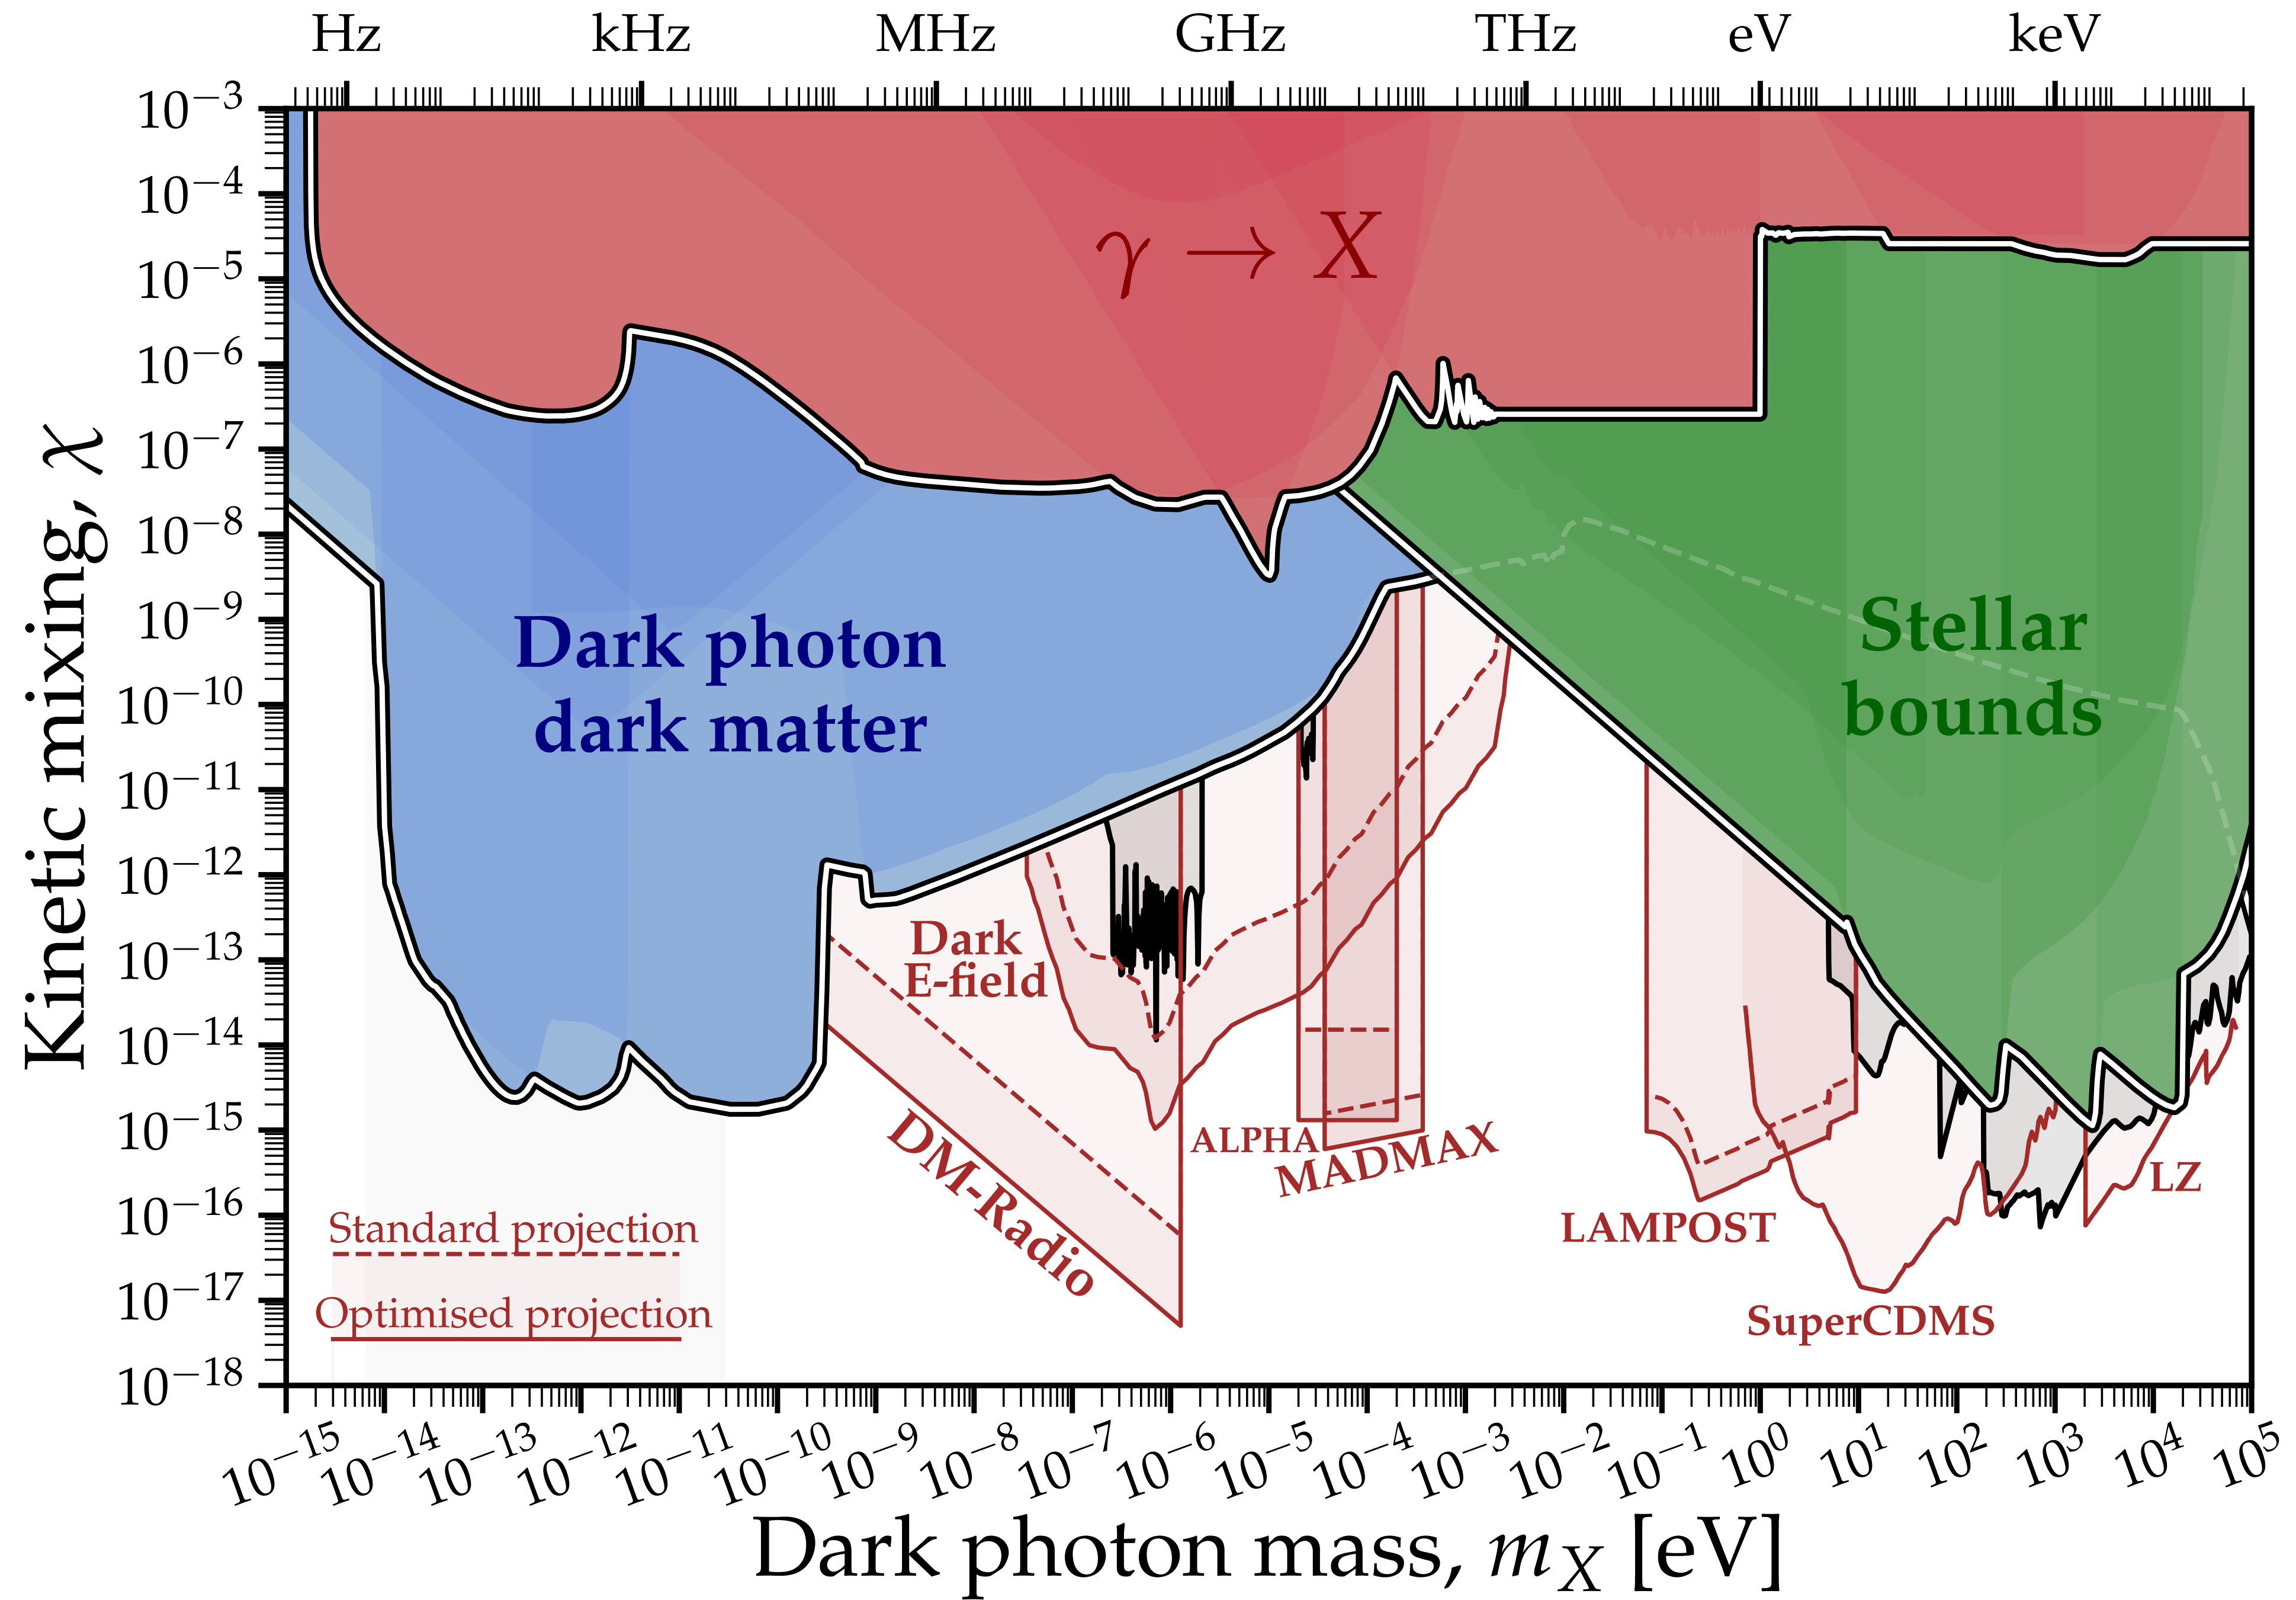 Hz kHz MHz GHz THz eV keV
10⁻³
10⁻⁴
10⁻⁵
10⁻⁶
10⁻⁷
10⁻⁸
10⁻⁹
10⁻¹⁰
10⁻¹¹
10⁻¹²
10⁻¹³
10⁻¹⁴
10⁻¹⁵
10⁻¹⁶
10⁻¹⁷
10⁻¹⁸
Kinetic mixing, χ
γ → X
Dark photon
dark matter
Stellar
bounds
Dark
E-field
DM-Radio
ALPHA
MADMAX
LAMPOST
SuperCDMS
LZ
Standard projection
Optimised projection
10⁻¹⁵ 10⁻¹⁴ 10⁻¹³ 10⁻¹² 10⁻¹¹ 10⁻¹⁰ 10⁻⁹ 10⁻⁸ 10⁻⁷ 10⁻⁶ 10⁻⁵ 10⁻⁴ 10⁻³ 10⁻² 10⁻¹ 10⁰ 10¹ 10² 10³ 10⁴ 10⁵
Dark photon mass, m_X [eV]